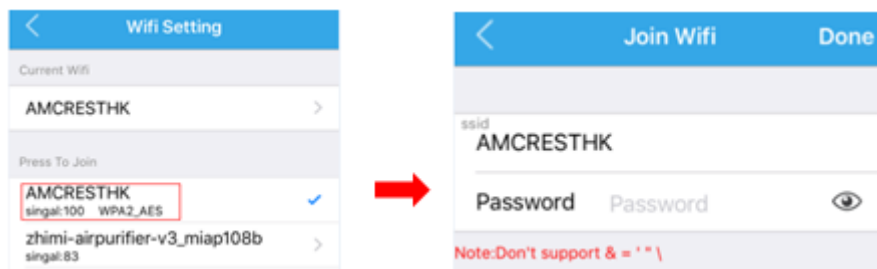 Wifi Setting
Current Wifi
AMCRESTHK
Press To Join
AMCRESTHK
singal:100 WPA2_AES
zhimi-airpurifier-v3_miap108b
singal:83
Join Wifi Done
ssid
AMCRESTHK
Password Password
Note:Don't support & = ' " \